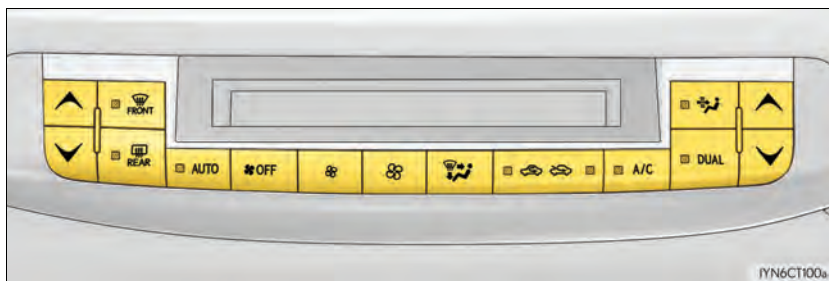 FRONT
REAR
AUTO
OFF
A/C
DUAL
IYN6CT100a